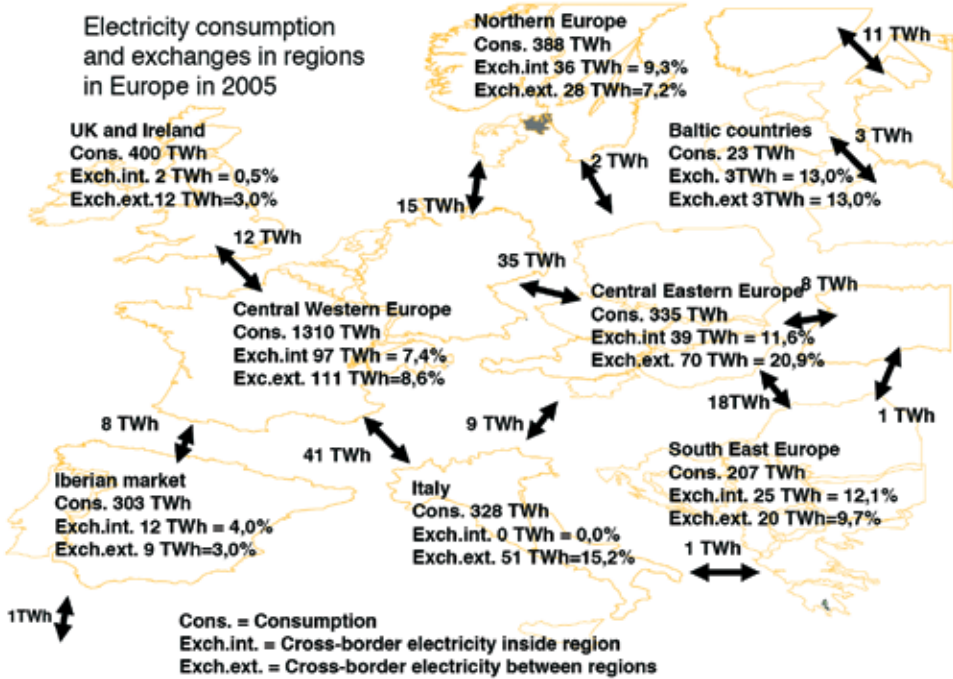 Electricity consumption
and exchanges in regions
in Europe in 2005
Northern Europe
Cons. 388 TWh
Exch.int 36 TWh = 9,3%
Exch.ext. 28 TWh=7,2%
11 TWh
UK and Ireland
Cons. 400 TWh
Exch.int. 2 TWh = 0,5%
Exch.ext.12 TWh=3,0%
Baltic countries
Cons. 23 TWh
Exch. 3TWh = 13,0%
Exch.ext 3TWh = 13,0%
3 TWh
2 TWh
15 TWh
12 TWh
35 TWh
8 TWh
Central Western Europe
Cons. 1310 TWh
Exch.int 97 TWh = 7,4%
Exc.ext. 111 TWh=8,6%
Central Eastern Europe
Cons. 335 TWh
Exch.int 39 TWh = 11,6%
Exch.ext. 70 TWh = 20,9%
8 TWh
41 TWh
9 TWh
18TWh
1 TWh
Iberian market
Cons. 303 TWh
Exch.int. 12 TWh = 4,0%
Exch.ext. 9 TWh=3,0%
Italy
Cons. 328 TWh
Exch.int. 0 TWh = 0,0%
Exch.ext. 51 TWh=15,2%
South East Europe
Cons. 207 TWh
Exch.int. 25 TWh = 12,1%
Exch.ext. 20 TWh=9,7%
1 TWh
1TWh
Cons. = Consumption
Exch.int. = Cross-border electricity inside region
Exch.ext. = Cross-border electricity between regions